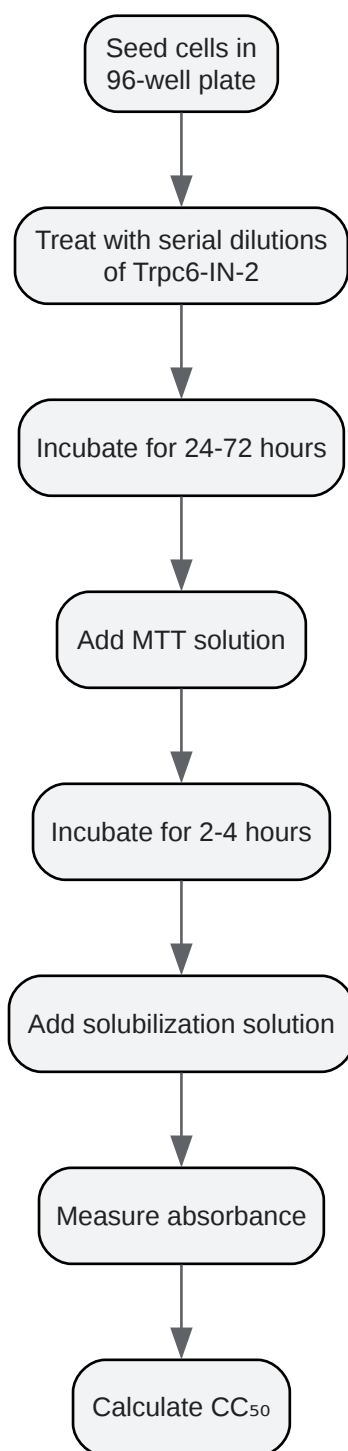 Seed cells in
96-well plate
Treat with serial dilutions
of Trpc6-IN-2
Incubate for 24-72 hours
Add MTT solution
Incubate for 2-4 hours
Add solubilization solution
Measure absorbance
Calculate CC₅₀